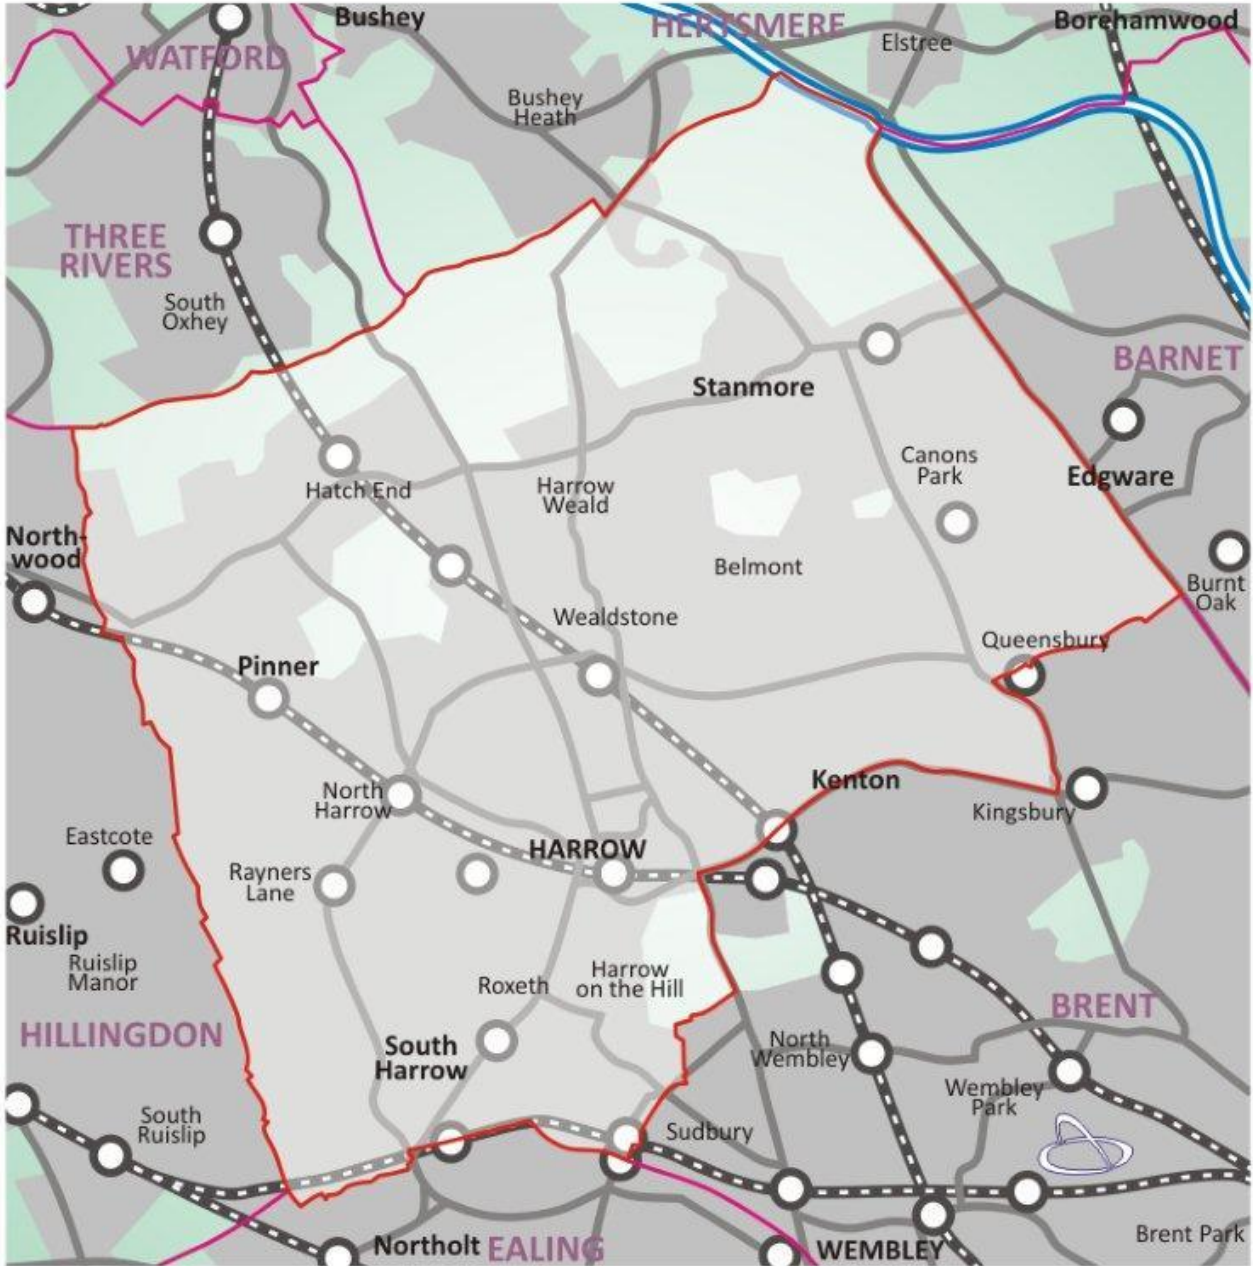 Bushey
HERTSMERE
Borehamwood
Elstree
WATFORD
Bushey
Heath
THREE
RIVERS
South
Oxhey
BARNET
Stanmore
Canons
Park
Edgware
Hatch End
Harrow
Weald
North-
wood
Belmont
Burnt
Oak
Wealdstone
Queensbury
Pinner
Kenton
North
Harrow
Kingsbury
Eastcote
HARROW
Rayners
Lane
Ruislip
Ruislip
Manor
Harrow
on the Hill
Roxeth
BRENT
HILLINGDON
South
Harrow
North
Wembley
Wembley
Park
South
Ruislip
Sudbury
Brent Park
Northolt
EALING
WEMBLEY